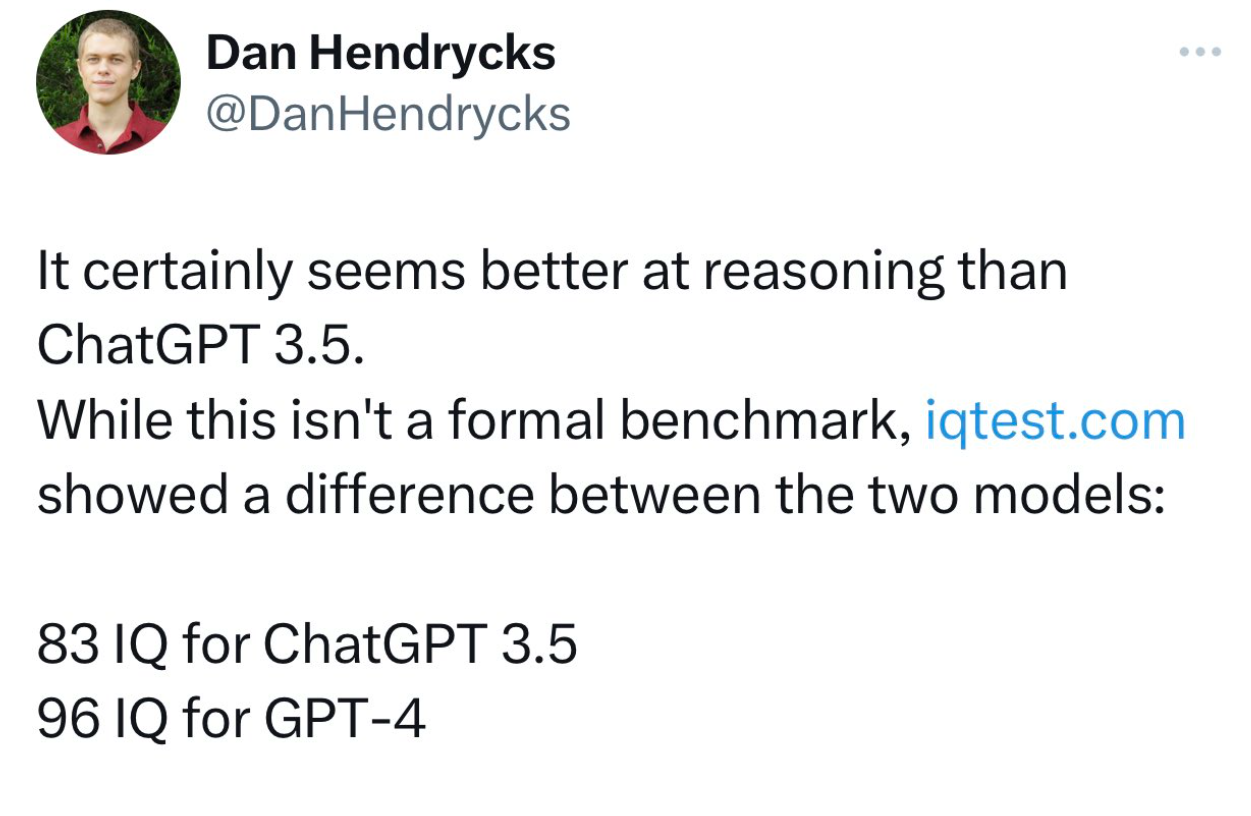 Dan Hendrycks
@DanHendrycks
It certainly seems better at reasoning than
ChatGPT 3.5.
While this isn't a formal benchmark, iqtest.com
showed a difference between the two models:
83 IQ for ChatGPT 3.5
96 IQ for GPT-4